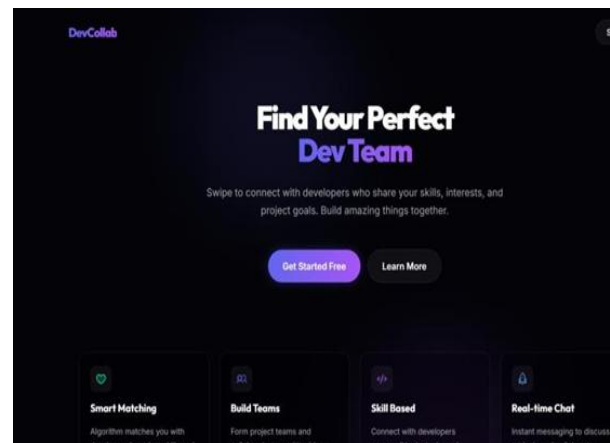 DevCollab
S
Find Your Perfect
Dev Team
Swipe to connect with developers who share your skills, interests, and
project goals. Build amazing things together.
Get Started Free
Learn More
</>
Smart Matching
Build Teams
Skill Based
Real-time Chat
Algorithm matches you with
Form project teams and
Connect with developers
Instant messaging to discuss